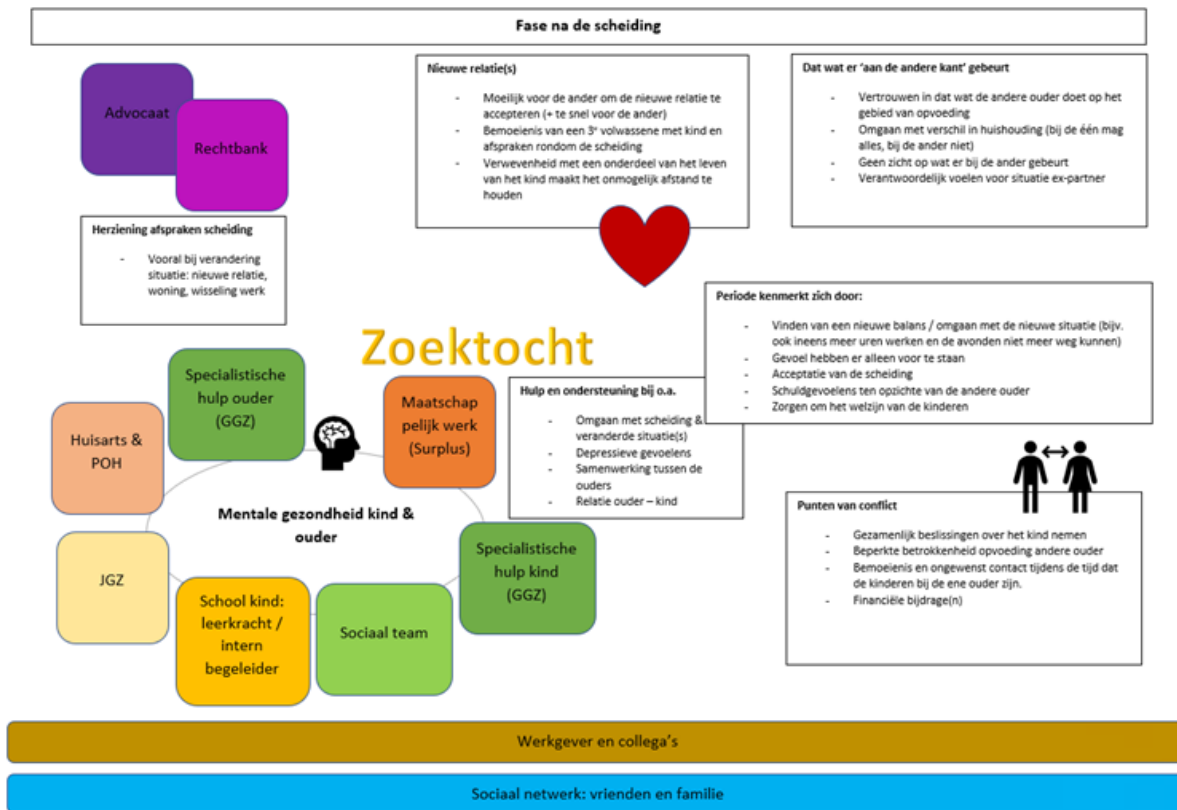 Fase na de scheiding
Advocaat
Rechtbank
Herziening afspraken scheiding
- Vooral bij verandering
situatie: nieuwe relatie,
woning, wisseling werk
Nieuwe relatie(s)
- Moeilijk voor de ander om de nieuwe relatie te
accepteren (+ te snel voor de ander)
- Bemoeienis van een 3e volwassene met kind en
afspraken rondom de scheiding
- Verwevenheid met een onderdeel van het leven
van het kind maakt het onmogelijk afstand te
houden
Dat wat er ‘aan de andere kant’ gebeurt
- Vertrouwen in dat wat de andere ouder doet op het
gebied van opvoeding
- Omgaan met verschil in huishouding (bij de één mag
alles, bij de ander niet)
- Geen zicht op wat er bij de ander gebeurt
- Verantwoordelijk voelen voor situatie ex-partner
Periode kenmerkt zich door:
- Vinden van een nieuwe balans / omgaan met de nieuwe situatie (bijv.
ook ineens meer uren werken en de avonden niet meer weg kunnen)
- Gevoel hebben er alleen voor te staan
- Acceptatie van de scheiding
- Schuldgevoelens ten opzichte van de andere ouder
- Zorgen om het welzijn van de kinderen
Zoektocht
Specialistische
hulp ouder
(GGZ)
Maatschap
pelijk werk
(Surplus)
Hulp en ondersteuning bij o.a.
- Omgaan met scheiding &
veranderde situatie(s)
- Depressieve gevoelens
- Samenwerking tussen de
ouders
- Relatie ouder – kind
Huisarts &
POH
Mentale gezondheid kind &
ouder
Punten van conflict
- Gezamenlijk beslissingen over het kind nemen
- Beperkte betrokkenheid opvoeding andere ouder
- Bemoeienis en ongewenst contact tijdens de tijd dat
de kinderen bij de ene ouder zijn.
- Financiële bijdrage(n)
JGZ
Specialistische
hulp kind
(GGZ)
School kind:
leerkracht /
intern
begeleider
Sociaal team
Werkgever en collega’s
Sociaal netwerk: vrienden en familie